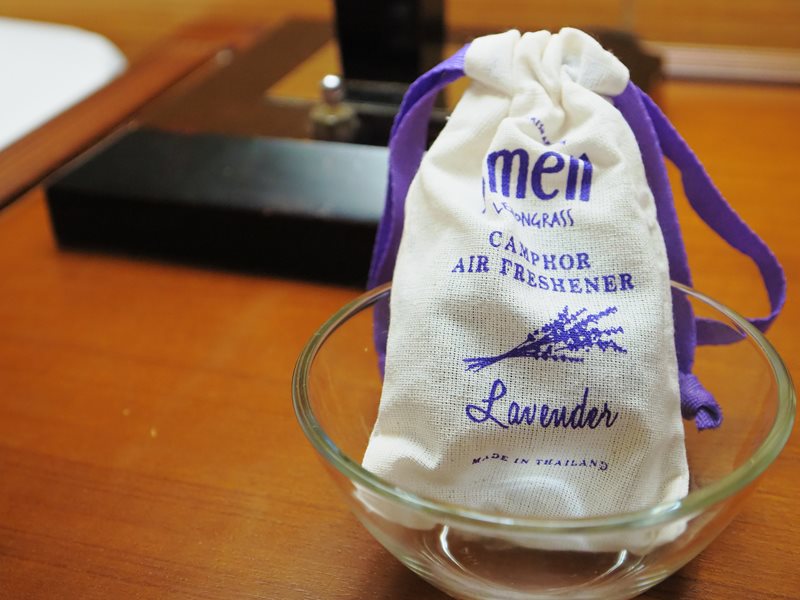 men
LEMONGRASS
CAMPHOR
AIR FRESHENER
Lavender
MADE IN THAILAND